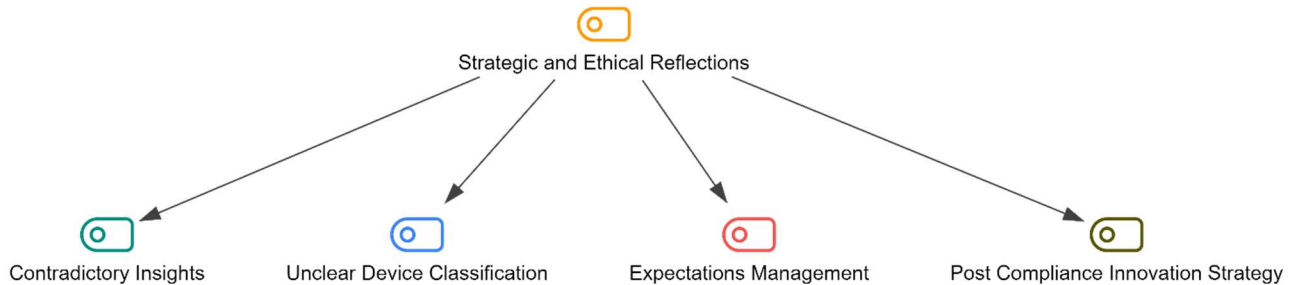 Strategic and Ethical Reflections
Contradictory Insights
Unclear Device Classification
Expectations Management
Post Compliance Innovation Strategy